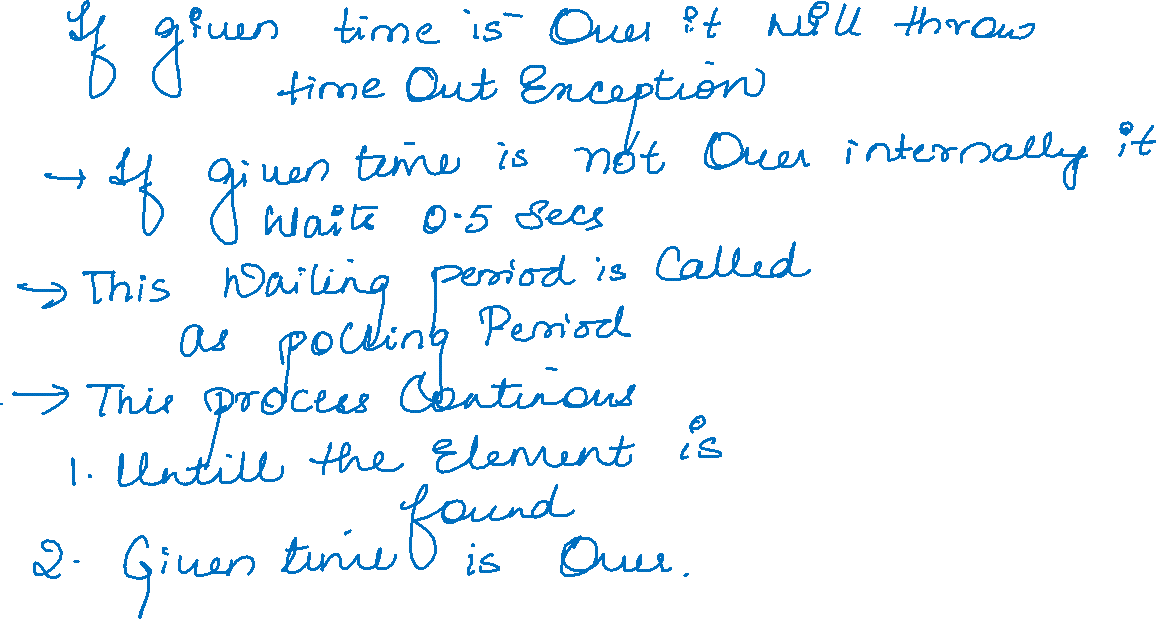 If given time is Over it will throw
time Out Exception
→ If given time is not Over internally it
Waits 0.5 Secs
→ This Waiting period is Called
as polling Period
→ This process Continous
1. Untill the Element is
found
2. Given time is Over.